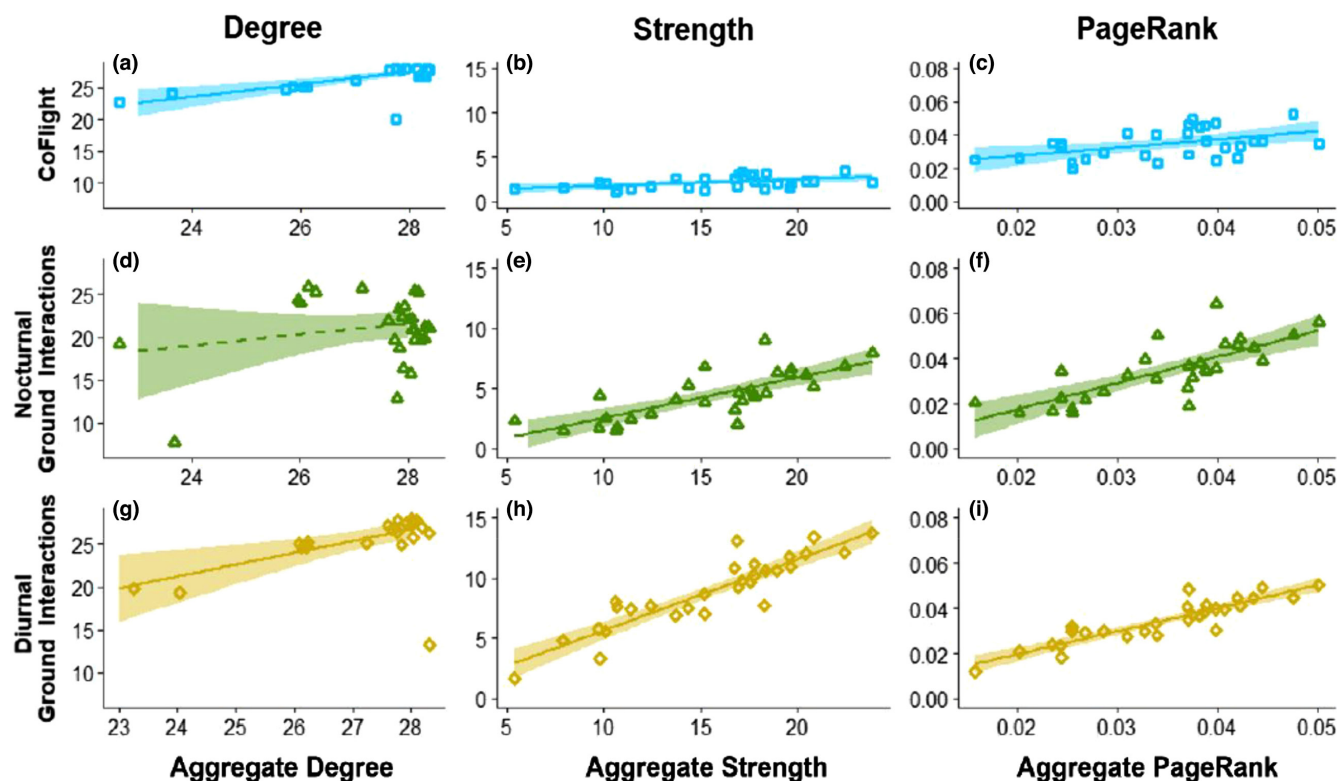 Degree Strength PageRank
(a) (b) (c)
CoFlight
25
20
15
10
24 26 28
15
10
5
0
5 10 15 20
0.08
0.06
0.04
0.02
0.00
0.02 0.03 0.04 0.05
(d) (e) (f)
Nocturnal
Ground Interactions
25
20
15
10
24 26 28
15
10
5
0
5 10 15 20
0.08
0.06
0.04
0.02
0.00
0.02 0.03 0.04 0.05
(g) (h) (i)
Diurnal
Ground Interactions
25
20
15
10
23 24 25 26 27 28
15
10
5
0
5 10 15 20
0.08
0.06
0.04
0.02
0.00
0.02 0.03 0.04 0.05
Aggregate Degree Aggregate Strength Aggregate PageRank